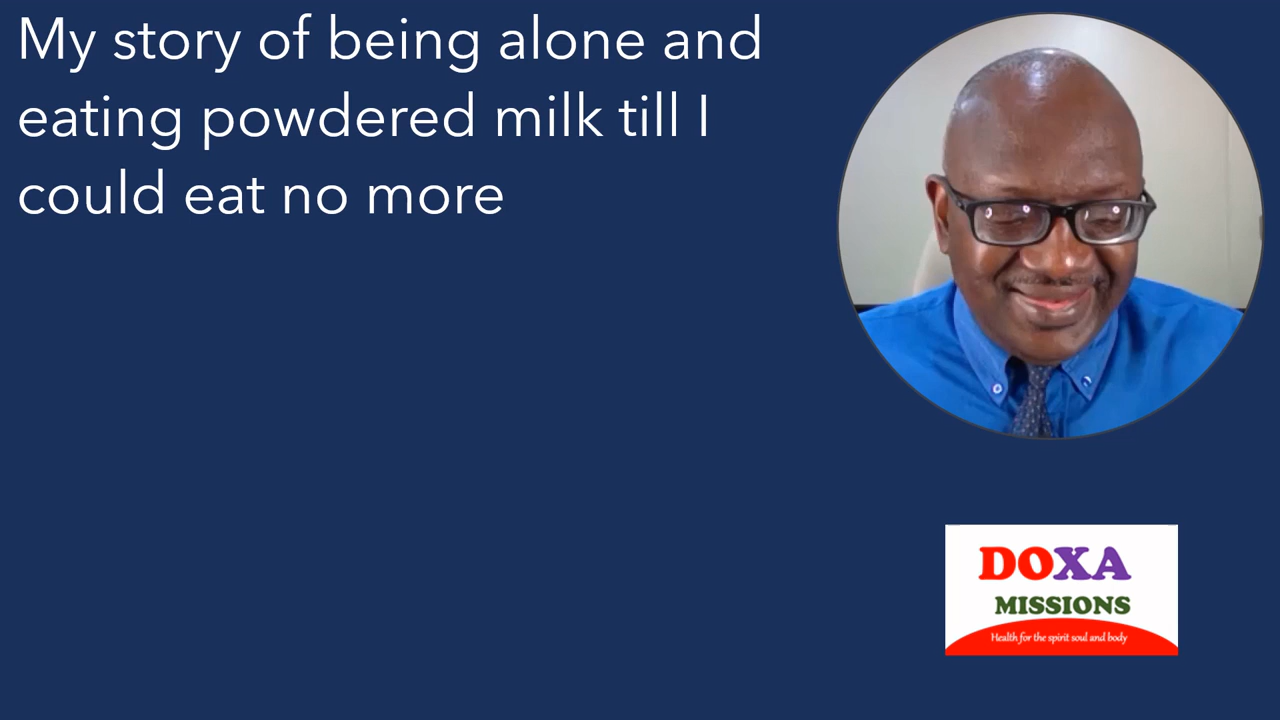 My story of being alone and
eating powdered milk till I
could eat no more
DOXA
MISSIONS
Health for the spirit soul and body